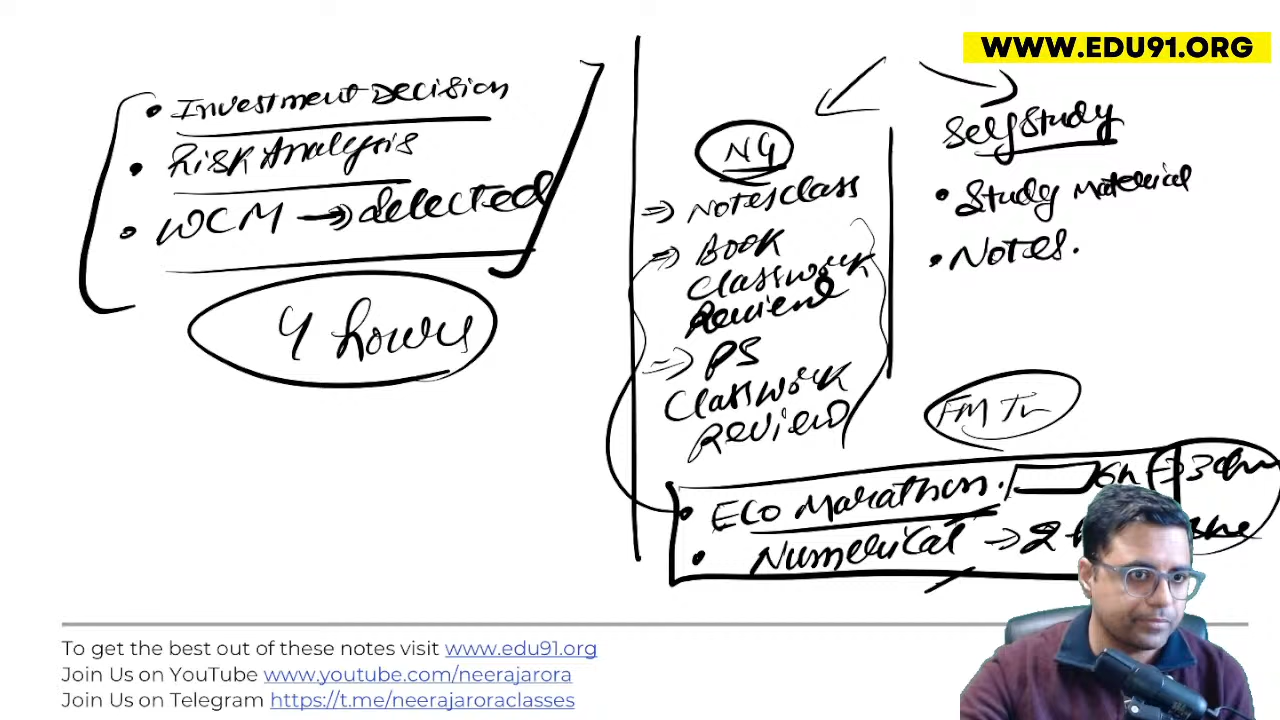 WWW.EDU91.ORG
• Investment Decision
• Risk Analysis
• WCM → selected
4 hours
NG
⇒ Notes class
⇒ Book
classwork
Review
⇒ PS
Classwork
Review
Self Study
• Study Material
• Notes.
FM
• ECO Marathon.
• Numerical ⇒ 2
To get the best out of these notes visit www.edu91.org
Join Us on YouTube www.youtube.com/neerajarora
Join Us on Telegram https://t.me/neerajaroraclasses